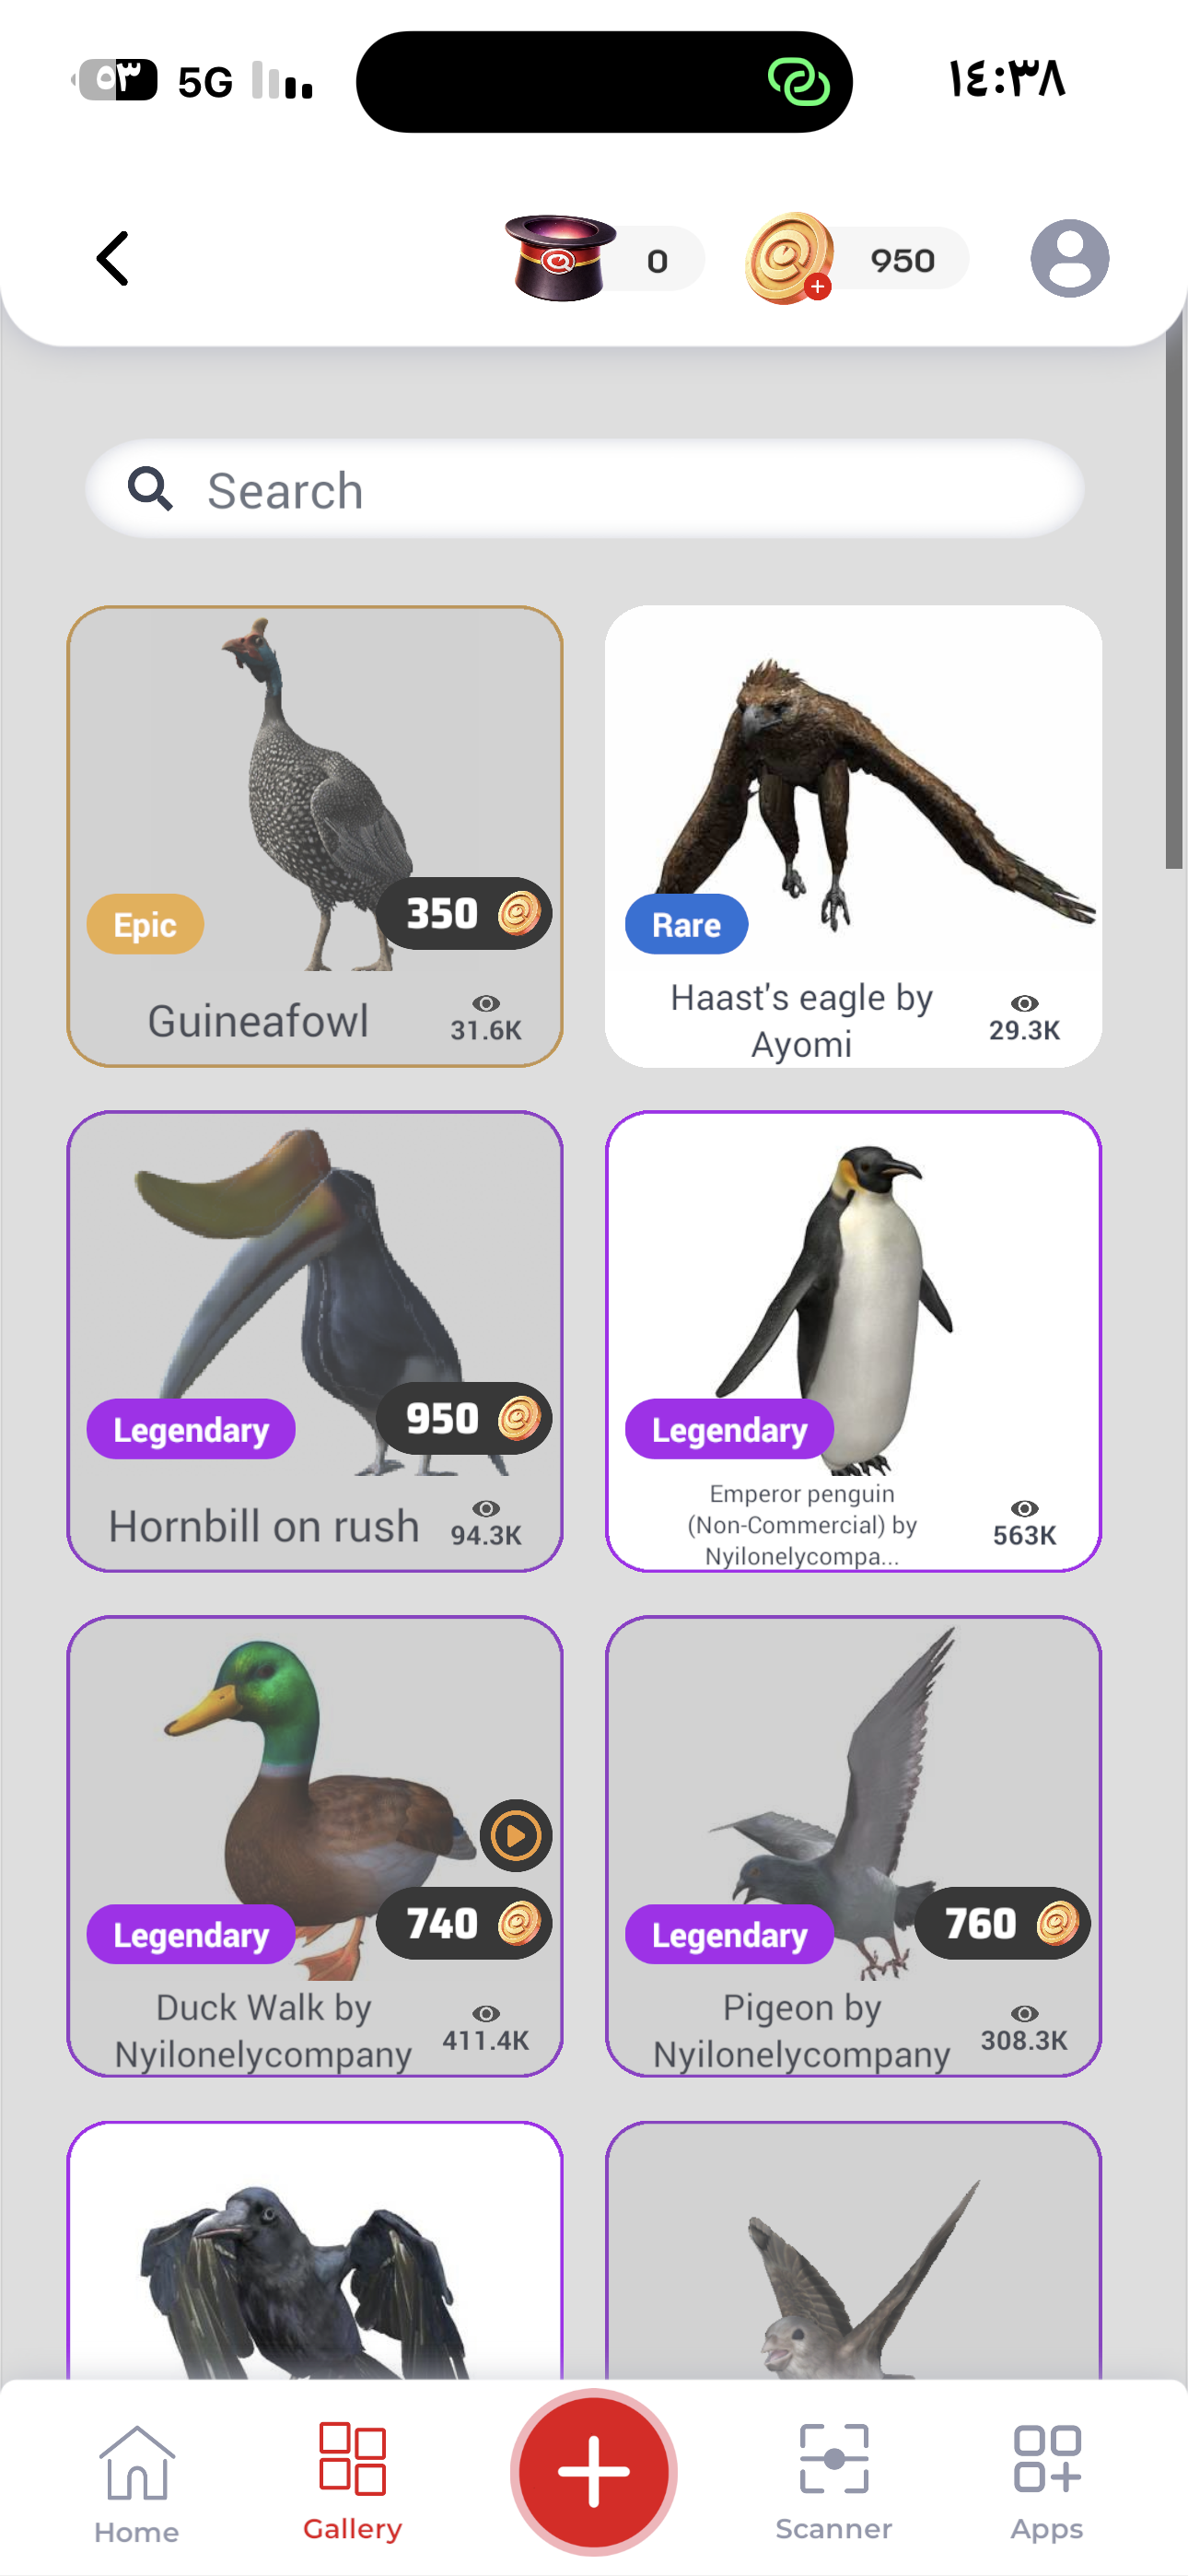 ٥٣
5G
١٤:٣٨
0
950
Search
Epic
350
Guineafowl
31.6K
Rare
Haast's eagle by
Ayomi
29.3K
Legendary
950
Hornbill on rush
94.3K
Legendary
Emperor penguin
(Non-Commercial) by
Nyilonelycompa...
563K
Legendary
740
Duck Walk by
Nyilonelycompany
411.4K
Legendary
760
Pigeon by
Nyilonelycompany
308.3K
Home
Gallery
Scanner
Apps